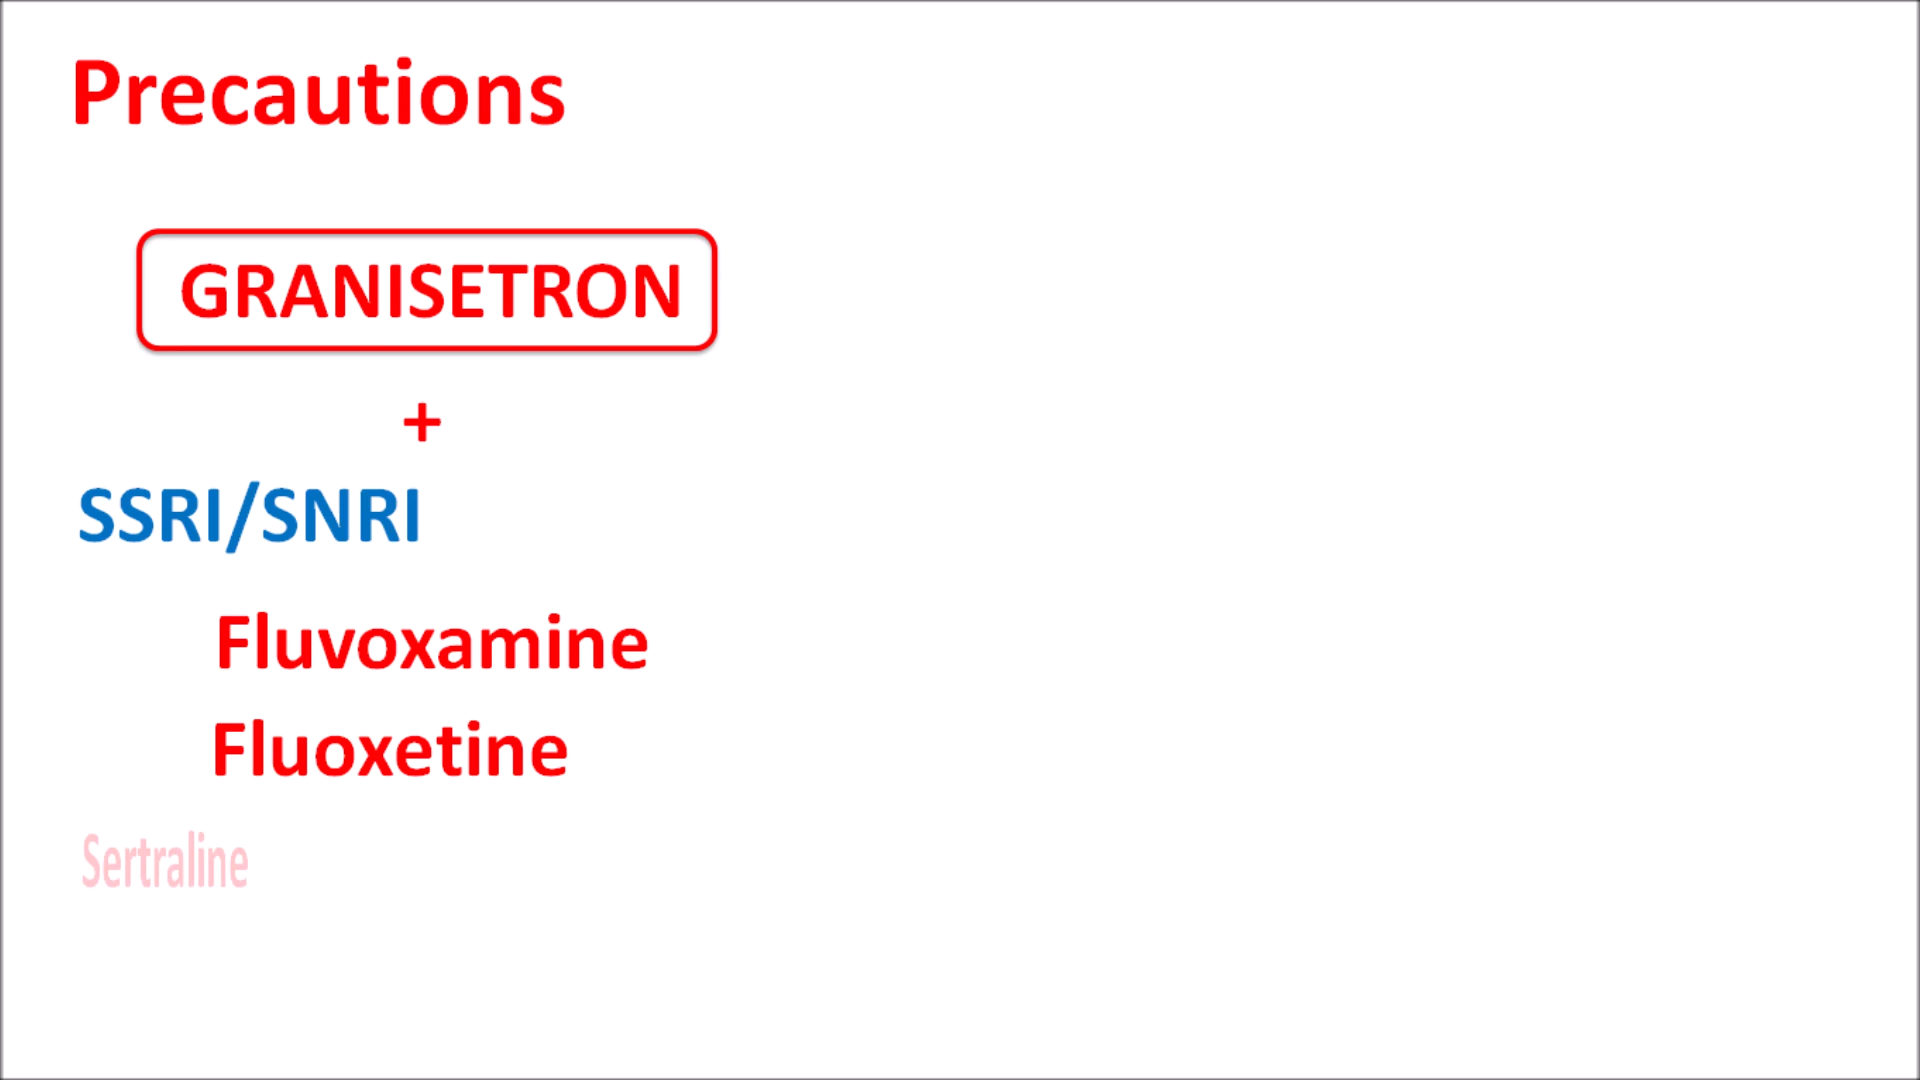 Precautions
GRANISETRON
+
SSRI/SNRI
Fluvoxamine
Fluoxetine
Sertraline